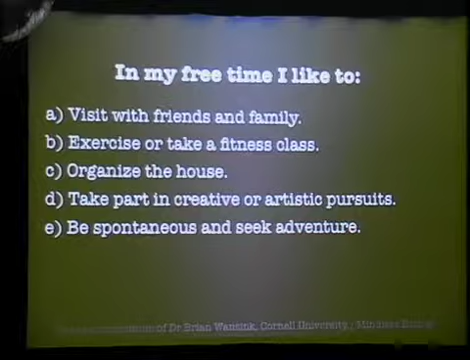 In my free time I like to:
a) Visit with friends and family.
b) Exercise or take a fitness class.
c) Organize the house.
d) Take part in creative or artistic pursuits.
e) Be spontaneous and seek adventure.
of Dr Brian Wansink, Cornell University